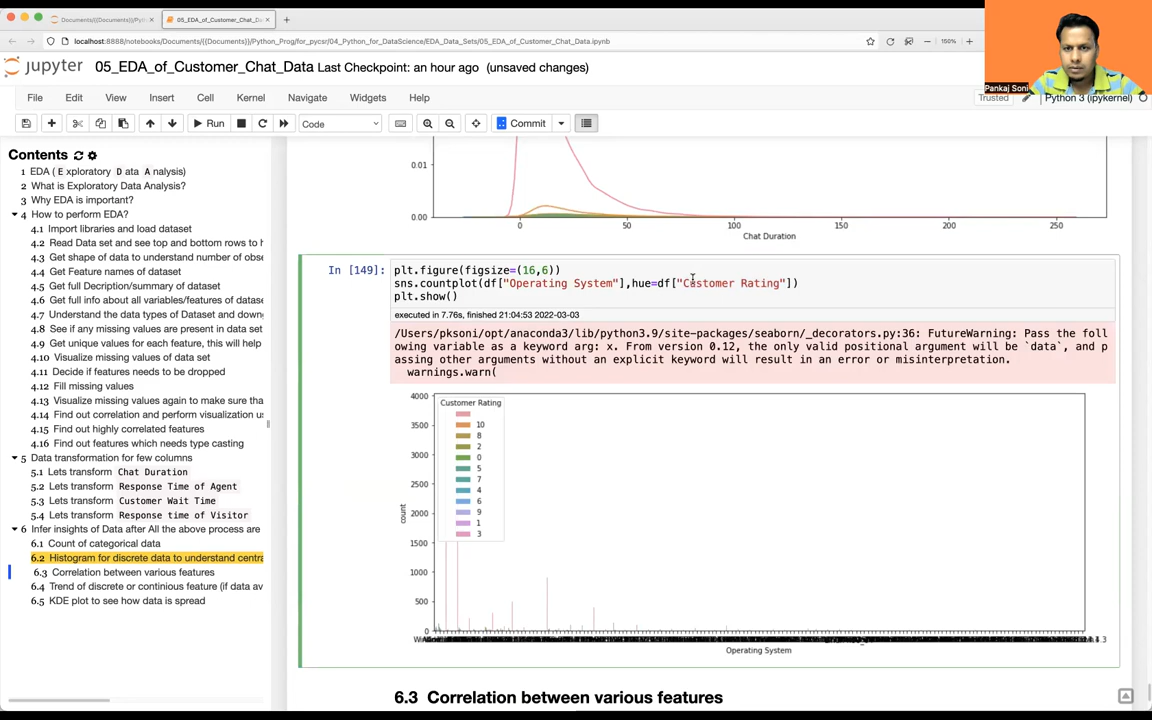 Documents/{Documents}/Pyth
05_EDA_of_Customer_Chat_Da
localhost:8888/notebooks/Documents/{Documents}/Python_Prog/for_pycsr/04_Python_for_DataScience/EDA_Data_Sets/05_EDA_of_Customer_Chat_Data.ipynb
150%
Pankaj Soni
jupyter 05_EDA_of_Customer_Chat_Data Last Checkpoint: an hour ago (unsaved changes)
File Edit View Insert Cell Kernel Navigate Widgets Help
Trusted Python 3 (ipykernel)
Run Code Commit
Contents
1 EDA ( E xploratory D ata A nalysis)
2 What is Exploratory Data Analysis?
3 Why EDA is important?
4 How to perform EDA?
4.1 Import libraries and load dataset
4.2 Read Data set and see top and bottom rows to h
4.3 Get shape of data to understand number of obse
4.4 Get Feature names of dataset
4.5 Get full Decription/summary of dataset
4.6 Get full info about all variables/features of datase
4.7 Understand the data types of Dataset and down
4.8 See if any missing values are present in data set
4.9 Get unique values for each feature, this will help
4.10 Visualize missing values of data set
4.11 Decide if features needs to be dropped
4.12 Fill missing values
4.13 Visualize missing values again to make sure tha
4.14 Find out correlation and perform visualization us
4.15 Find out highly correlated features
4.16 Find out features which needs type casting
5 Data transformation for few columns
5.1 Lets transform Chat Duration
5.2 Lets transform Response Time of Agent
5.3 Lets transform Customer Wait Time
5.4 Lets transform Response time of Visitor
6 Infer insights of Data after All the above process are
6.1 Count of categorical data
6.2 Histogram for discrete data to understand centra
6.3 Correlation between various features
6.4 Trend of discrete or continious feature (if data av
6.5 KDE plot to see how data is spread
0.01
0.00
0 50 100 150 200 250
Chat Duration
In [149]:
plt.figure(figsize=(16,6))
sns.countplot(df["Operating System"],hue=df["Customer Rating"])
plt.show()
executed in 7.76s, finished 21:04:53 2022-03-03
/Users/pksoni/opt/anaconda3/lib/python3.9/site-packages/seaborn/_decorators.py:36: FutureWarning: Pass the foll
owing variable as a keyword arg: x. From version 0.12, the only valid positional argument will be `data`, and p
assing other arguments without an explicit keyword will result in an error or misinterpretation.
warnings.warn(
4000
3500
3000
2500
2000
1500
1000
500
0
count
Customer Rating
10
8
2
0
5
7
4
6
9
1
3
Operating System
6.3 Correlation between various features